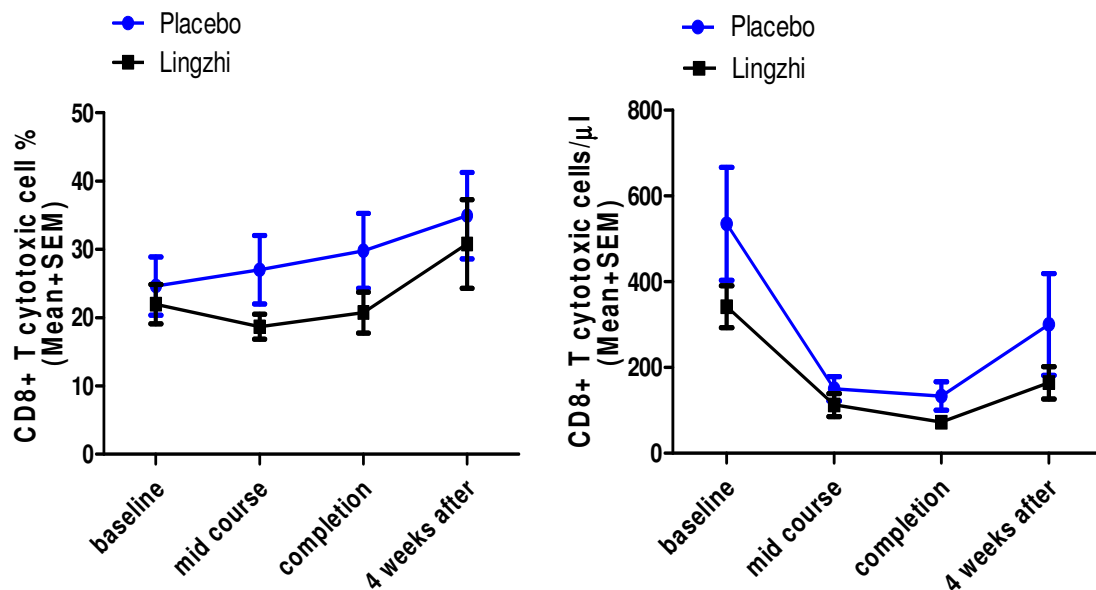 Placebo
Lingzhi
CD8+ T cytotoxic cell %
(Mean+SEM)
50
40
30
20
10
0
baseline
mid course
completion
4 weeks after
Placebo
Lingzhi
CD8+ T cytotoxic cells/μl
(Mean+SEM)
800
600
400
200
0
baseline
mid course
completion
4 weeks after